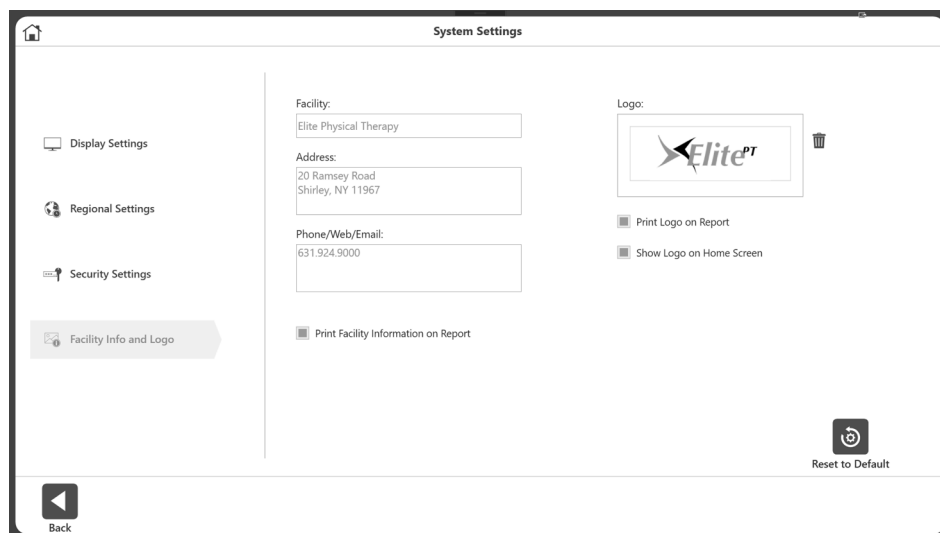 System Settings
Display Settings
Regional Settings
Security Settings
Facility Info and Logo
Facility:
Elite Physical Therapy
Address:
20 Ramsey Road
Shirley, NY 11967
Phone/Web/Email:
631.924.9000
Print Facility Information on Report
Logo:
Elite PT
Print Logo on Report
Show Logo on Home Screen
Reset to Default
Back